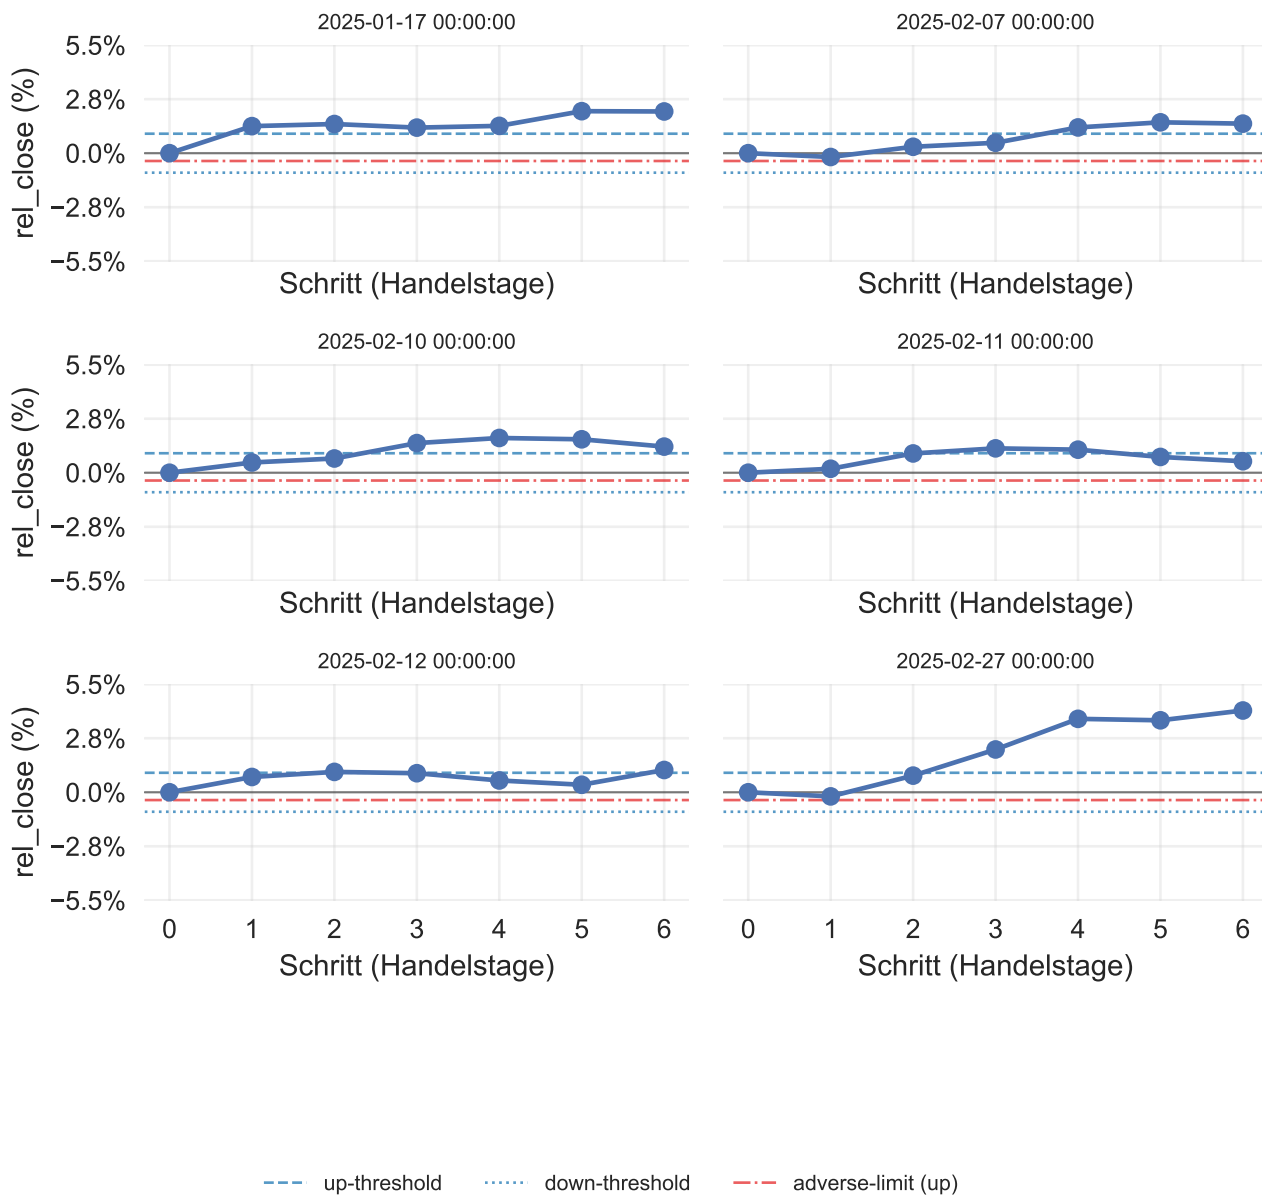 2025-01-17 00:00:00
2025-02-07 00:00:00
rel_close (%)
5.5%
2.8%
0.0%
−2.8%
−5.5%
Schritt (Handelstage)
Schritt (Handelstage)
2025-02-10 00:00:00
2025-02-11 00:00:00
rel_close (%)
5.5%
2.8%
0.0%
−2.8%
−5.5%
Schritt (Handelstage)
Schritt (Handelstage)
2025-02-12 00:00:00
2025-02-27 00:00:00
rel_close (%)
5.5%
2.8%
0.0%
−2.8%
−5.5%
0 1 2 3 4 5 6
0 1 2 3 4 5 6
Schritt (Handelstage)
Schritt (Handelstage)
up-threshold
down-threshold
adverse-limit (up)